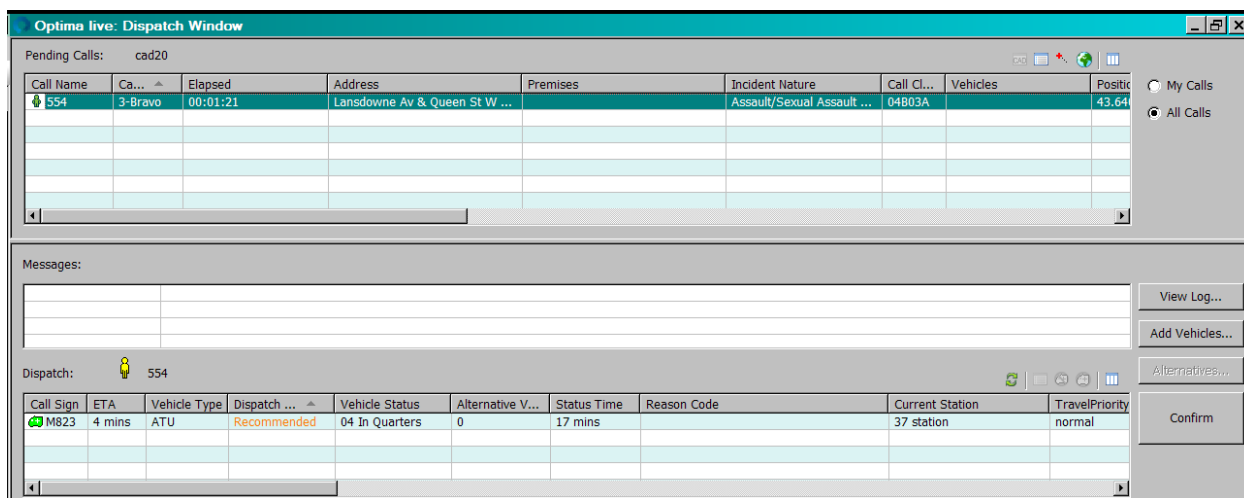 Optima live: Dispatch Window
Pending Calls: cad20
Call Name Ca... Elapsed Address Premises Incident Nature Call Cl... Vehicles Positic
554 3-Bravo 00:01:21 Lansdowne Av & Queen St W ... Assault/Sexual Assault ... 04B03A 43.640
My Calls
All Calls
Messages:
View Log...
Add Vehicles...
Dispatch: 554
Alternatives...
Call Sign ETA Vehicle Type Dispatch ... Vehicle Status Alternative V... Status Time Reason Code Current Station TravelPriority
M823 4 mins ATU Recommended 04 In Quarters 0 17 mins 37 station normal
Confirm